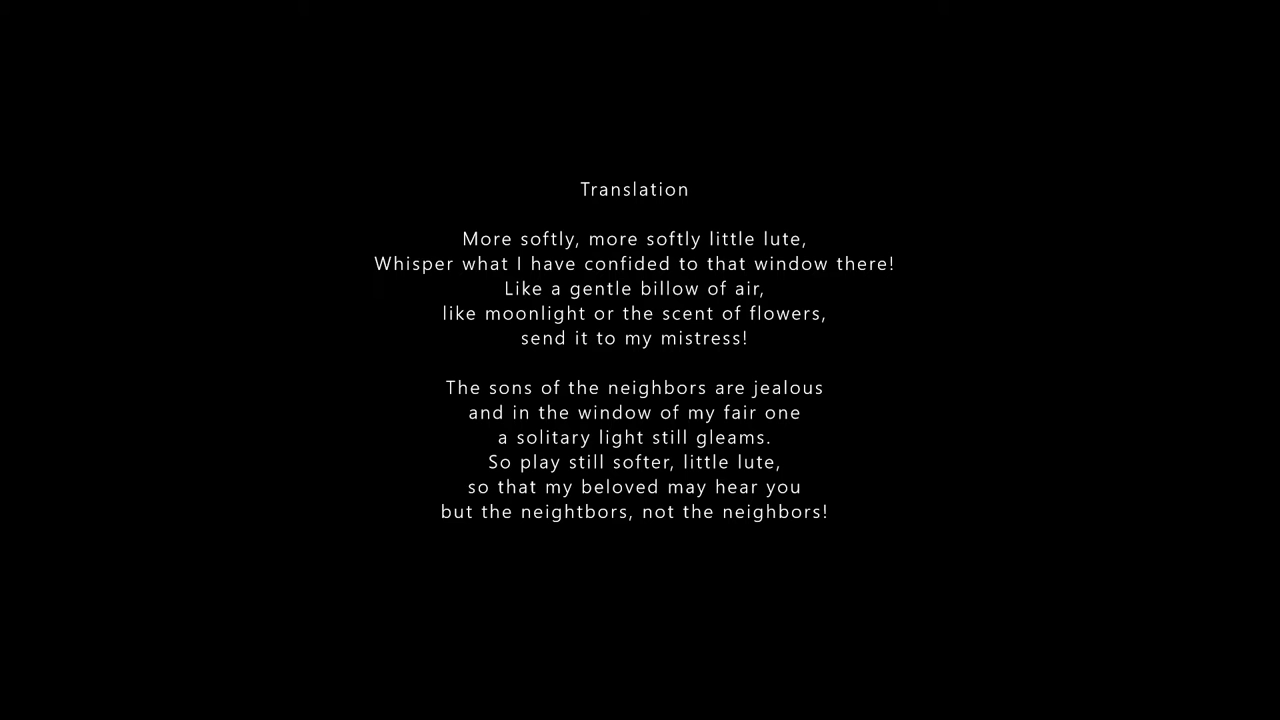 Translation
More softly, more softly little lute,
Whisper what I have confided to that window there!
Like a gentle billow of air,
like moonlight or the scent of flowers,
send it to my mistress!
The sons of the neighbors are jealous
and in the window of my fair one
a solitary light still gleams.
So play still softer, little lute,
so that my beloved may hear you
but the neightbors, not the neighbors!